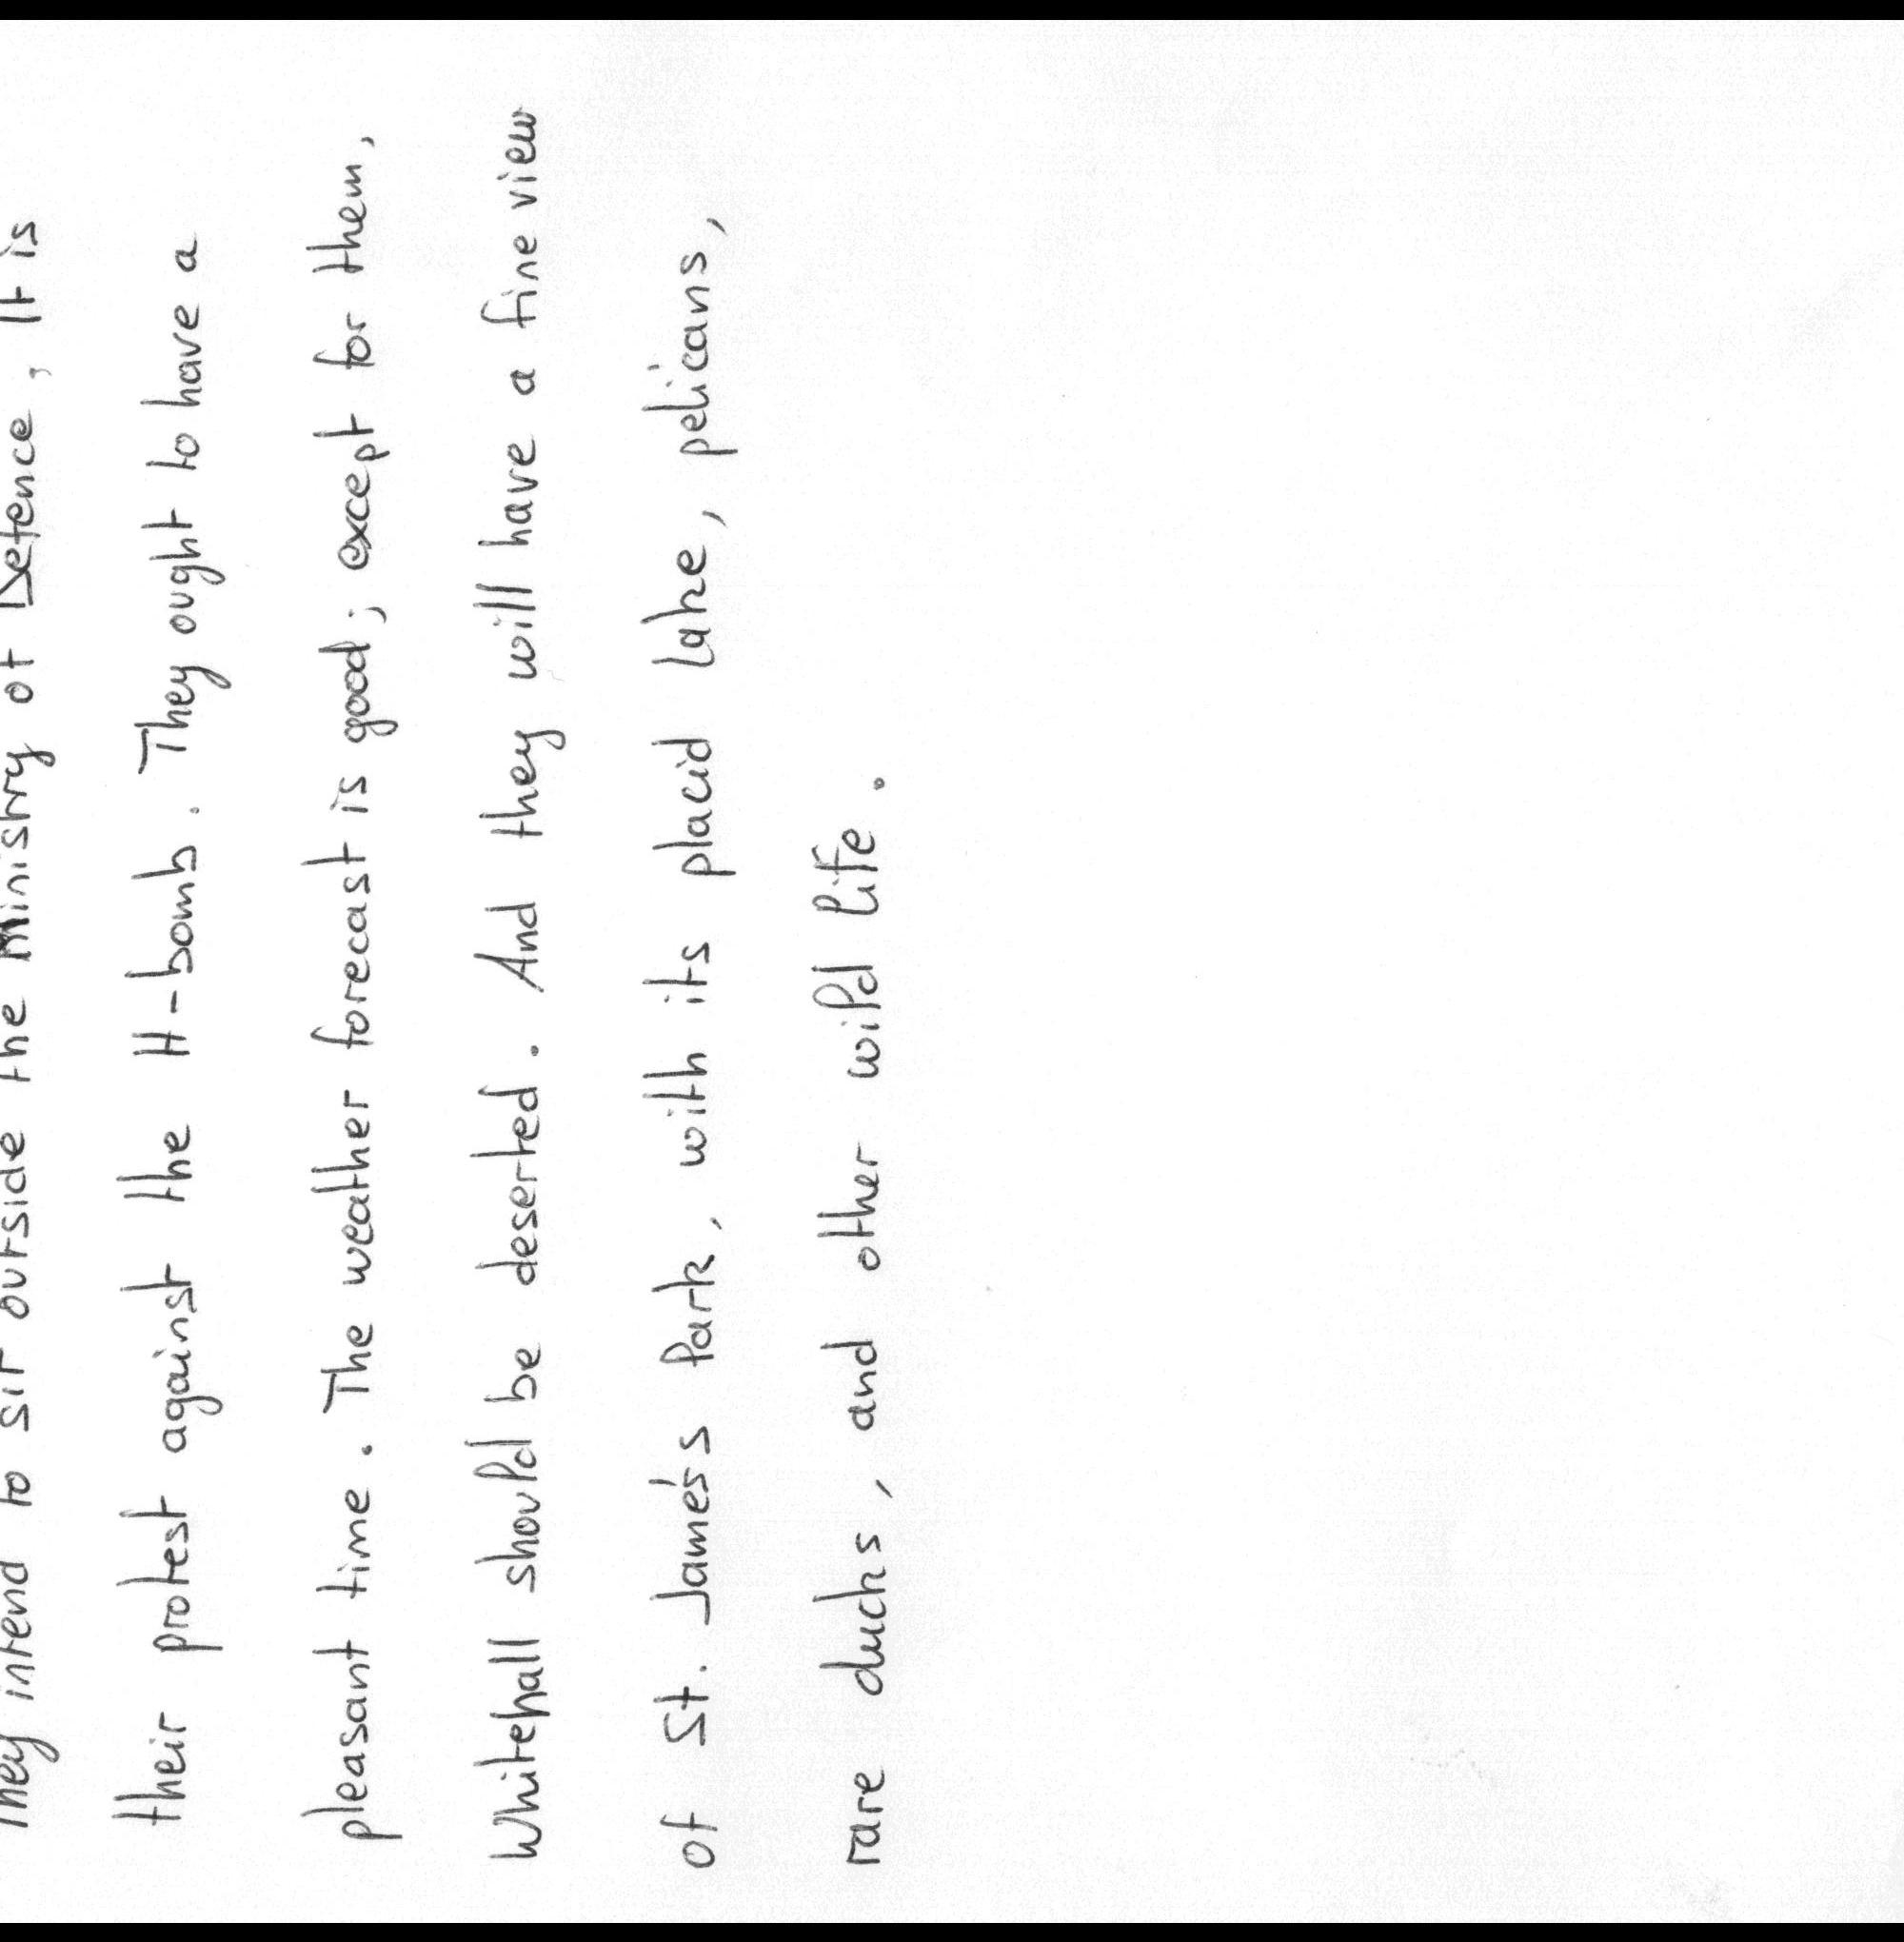 They intend to sit outside the Ministry of Defence, It is
their protest against the H-bomb. They ought to have a
pleasant time. The weather forecast is good; except for them,
Whitehall should be deserted. And they will have a fine view
of St. James's Park, with its placid lake, pelicans,
rare ducks, and other wild life.